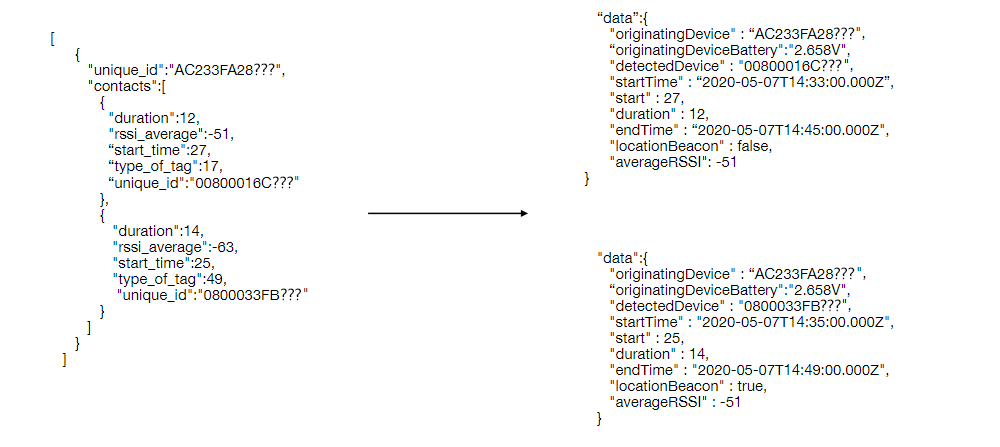 [
{
"unique_id":"AC233FA28???",
"contacts":[
{
"duration":12,
"rssi_average":-51,
“start_time":27,
"type_of_tag":17,
“unique_id":"00800016C???"
},
{
"duration":14,
"rssi_average":-63,
"start_time":25,
"type_of_tag":49,
"unique_id":"0800033FB???"
}
]
}
]
“data”:{
"originatingDevice" : “AC233FA28???",
“originatingDeviceBattery":"2.658V",
"detectedDevice" : "00800016C???",
"startTime" : “2020-05-07T14:33:00.000Z”,
"start" : 27,
"duration" : 12,
"endTime" : “2020-05-07T14:45:00.000Z",
"locationBeacon" : false,
"averageRSSI": -51
}
"data":{
"originatingDevice" : “AC233FA28???",
“originatingDeviceBattery":"2.658V",
"detectedDevice" : "0800033FB???",
"startTime" : "2020-05-07T14:35:00.000Z",
"start" : 25,
"duration" : 14,
"endTime" : "2020-05-07T14:49:00.000Z",
"locationBeacon" : true,
"averageRSSI" : -51
}